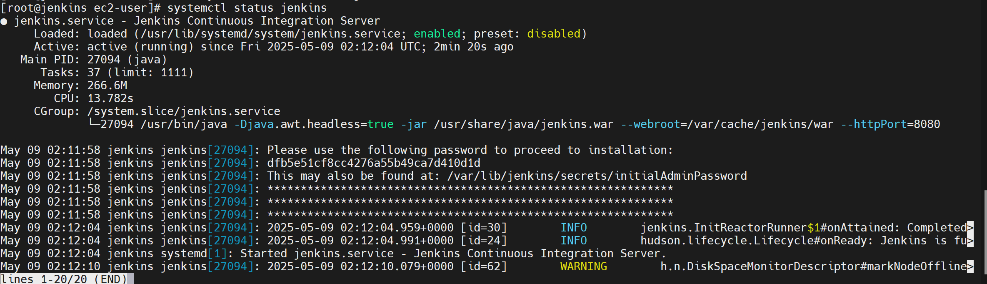 [root@jenkins ec2-user]# systemctl status jenkins
● jenkins.service - Jenkins Continuous Integration Server
     Loaded: loaded (/usr/lib/systemd/system/jenkins.service; enabled; preset: disabled)
     Active: active (running) since Fri 2025-05-09 02:12:04 UTC; 2min 20s ago
   Main PID: 27094 (java)
      Tasks: 37 (limit: 1111)
     Memory: 266.6M
        CPU: 13.782s
     CGroup: /system.slice/jenkins.service
             └─27094 /usr/bin/java -Djava.awt.headless=true -jar /usr/share/java/jenkins.war --webroot=/var/cache/jenkins/war --httpPort=8080
May 09 02:11:58 jenkins jenkins[27094]: Please use the following password to proceed to installation:
May 09 02:11:58 jenkins jenkins[27094]: dfb5e51cf8cc4276a55b49ca7d410d1d
May 09 02:11:58 jenkins jenkins[27094]: This may also be found at: /var/lib/jenkins/secrets/initialAdminPassword
May 09 02:11:58 jenkins jenkins[27094]: *************************************************************
May 09 02:11:58 jenkins jenkins[27094]: *************************************************************
May 09 02:11:58 jenkins jenkins[27094]: *************************************************************
May 09 02:12:04 jenkins jenkins[27094]: 2025-05-09 02:12:04.959+0000 [id=30]        INFO        jenkins.InitReactorRunner$1#onAttained: Completed>
May 09 02:12:04 jenkins jenkins[27094]: 2025-05-09 02:12:04.991+0000 [id=24]        INFO        hudson.lifecycle.Lifecycle#onReady: Jenkins is fu>
May 09 02:12:04 jenkins systemd[1]: Started jenkins.service - Jenkins Continuous Integration Server.
May 09 02:12:10 jenkins jenkins[27094]: 2025-05-09 02:12:10.079+0000 [id=62]        WARNING        h.n.DiskSpaceMonitorDescriptor#markNodeOffline>
lines 1-20/20 (END)